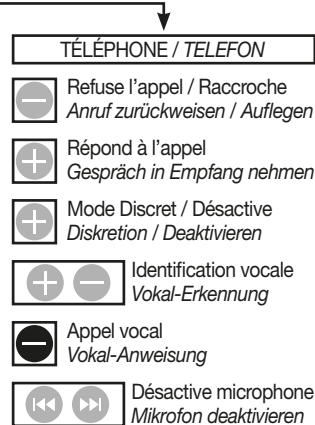 TÉLÉPHONE / TELEFON
Refuse l'appel / Raccroche
Anruf zurückweisen / Auflegen
Répond à l'appel
Gespräch in Empfang nehmen
Mode Discret / Désactive
Diskretion / Deaktivieren
Identification vocale
Vokal-Erkennung
Appel vocal
Vokal-Anweisung
Désactive microphone
Mikrofon deaktivieren